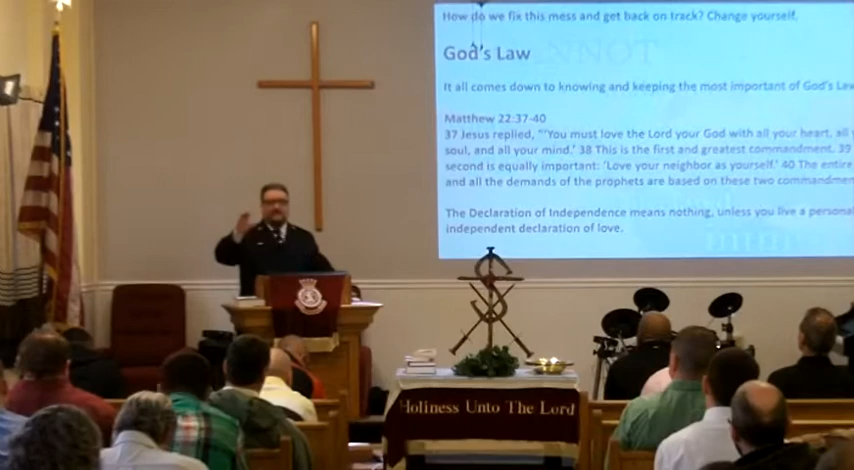 How do we fix this mess and get back on track? Change yourself.
God's Law
It all comes down to knowing and keeping the most important of God's Law
Matthew 22:37-40
37 Jesus replied, "'You must love the Lord your God with all your heart, all
soul, and all your mind.' 38 This is the first and greatest commandment. 39
second is equally important: 'Love your neighbor as yourself.' 40 The entire
and all the demands of the prophets are based on these two commandmen
The Declaration of Independence means nothing, unless you live a personal
independent declaration of love.
Holiness Unto The Lord